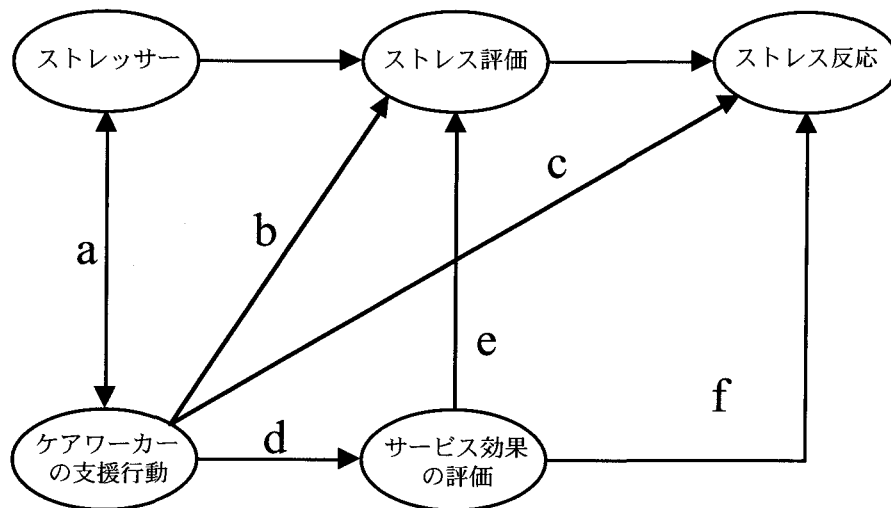 ストレッサー
ストレス評価
ストレス反応
a
b
c
d
e
f
ケアワーカー
の支援行動
サービス効果
の評価